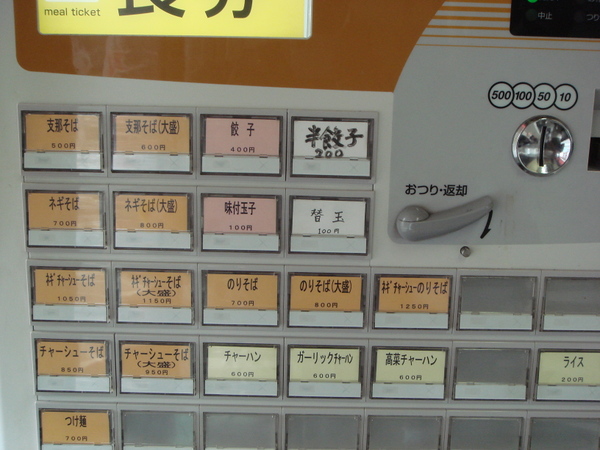 meal ticket
500 100 50 10
中止
おつり・返却
支那そば
500円
支那そば(大盛)
600円
餃子
400円
半餃子
200
ネギそば
700円
ネギそば(大盛)
800円
味付玉子
100円
替玉
100円
ネギチャーシューそば
1050円
ネギチャーシューそば
(大盛)
1150円
のりそば
700円
のりそば(大盛)
800円
ネギチャーシューのりそば
1250円
チャーシューそば
850円
チャーシューそば
(大盛)
950円
チャーハン
600円
ガーリックチャーハン
600円
高菜チャーハン
600円
ライス
200円
つけ麺
700円